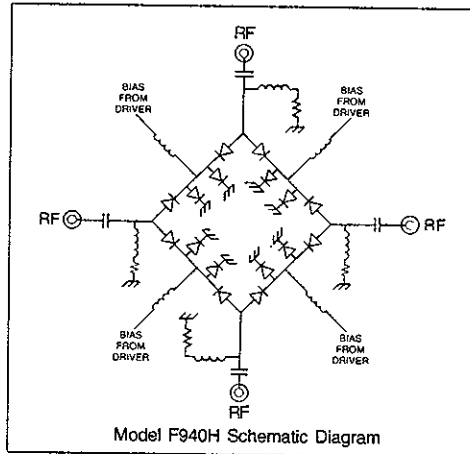 RF
BIAS
FROM
DRIVER
BIAS
FROM
DRIVER
RF
RF
BIAS
FROM
DRIVER
BIAS
FROM
DRIVER
RF
Model F940H Schematic Diagram